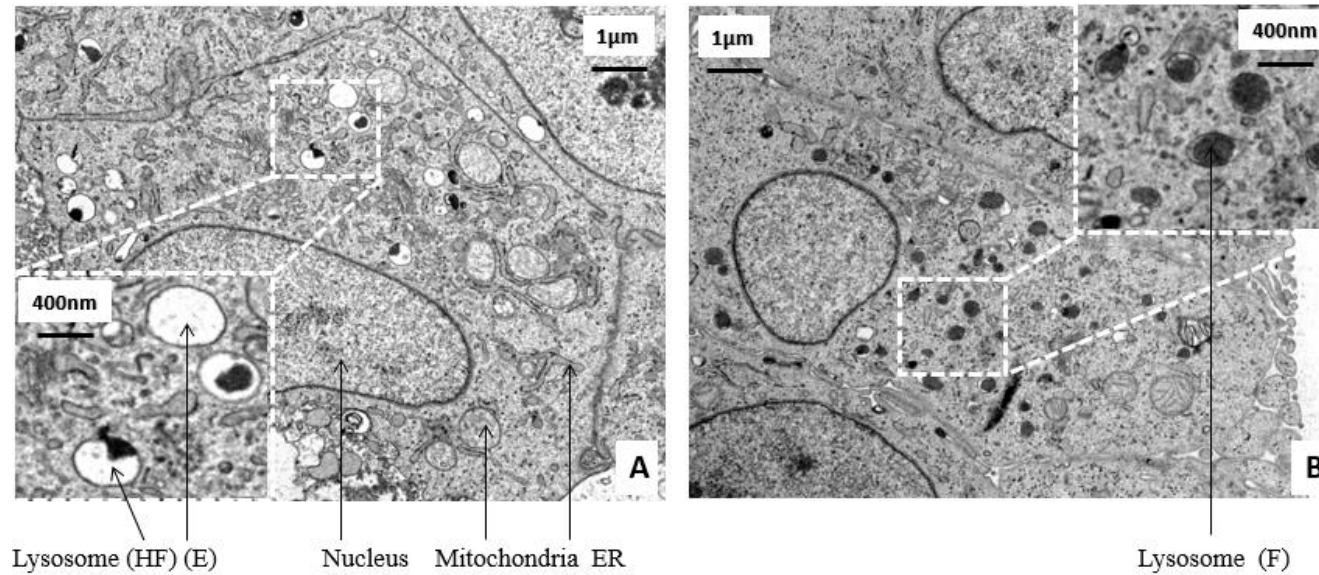 1µm
400nm
A
1µm
400nm
B
Lysosome (HF) (E) Nucleus Mitochondria ER
Lysosome (F)